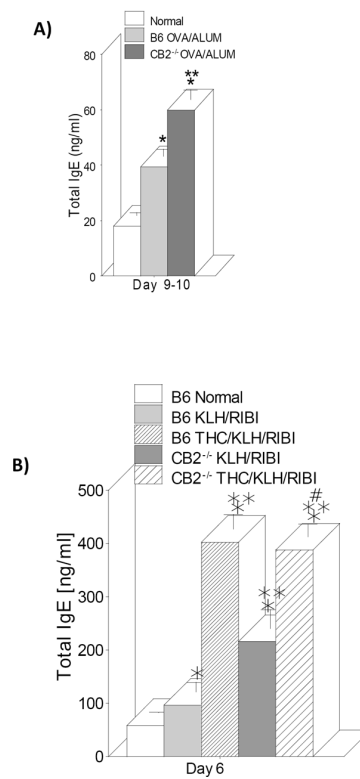 A)
Normal
B6 OVA/ALUM
CB2-/- OVA/ALUM
80
60
40
20
0
Total IgE (ng/ml)
**
*
*
Day 9-10
B)
B6 Normal
B6 KLH/RIBI
B6 THC/KLH/RIBI
CB2-/- KLH/RIBI
CB2-/- THC/KLH/RIBI
500
400
300
200
100
0
Total IgE [ng/ml]
*
**
*
**
*
#
**
*
Day 6